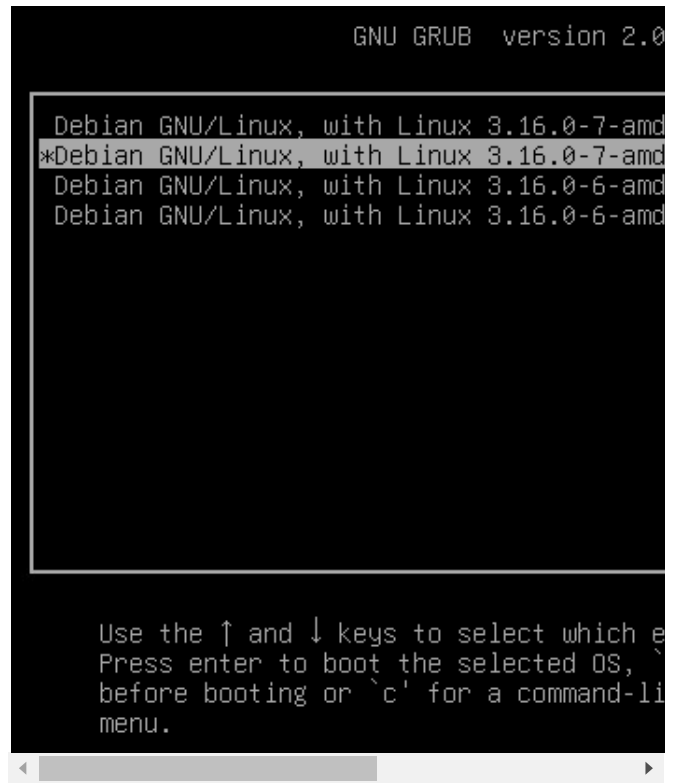 GNU GRUB  version 2.0
Debian GNU/Linux, with Linux 3.16.0-7-amd
*Debian GNU/Linux, with Linux 3.16.0-7-amd
Debian GNU/Linux, with Linux 3.16.0-6-amd
Debian GNU/Linux, with Linux 3.16.0-6-amd
Use the ↑ and ↓ keys to select which e
Press enter to boot the selected OS, `
before booting or `c' for a command-li
menu.